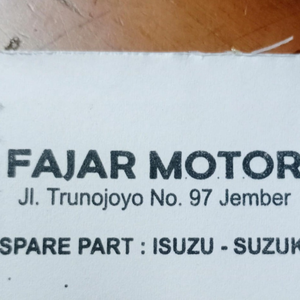 FAJAR MOTOR
Jl. Trunojoyo No. 97 Jember
SPARE PART : ISUZU - SUZUK